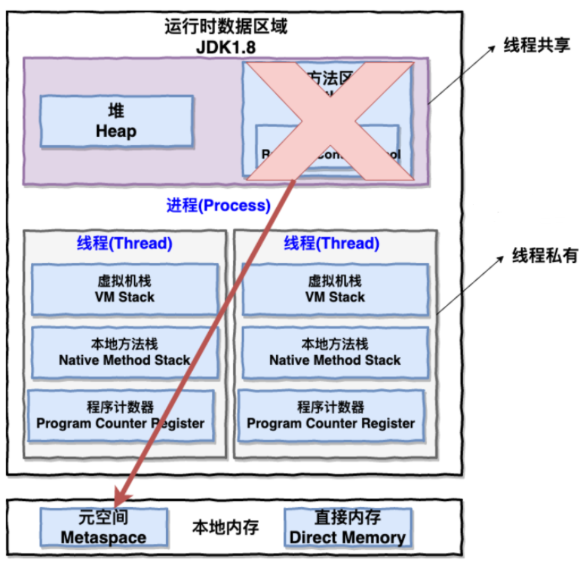 运行时数据区域
JDK1.8
线程共享
堆
Heap
方法区
进程(Process)
线程(Thread)
线程(Thread)
线程私有
虚拟机栈
VM Stack
虚拟机栈
VM Stack
本地方法栈
Native Method Stack
本地方法栈
Native Method Stack
程序计数器
Program Counter Register
程序计数器
Program Counter Register
元空间
Metaspace
本地内存
直接内存
Direct Memory